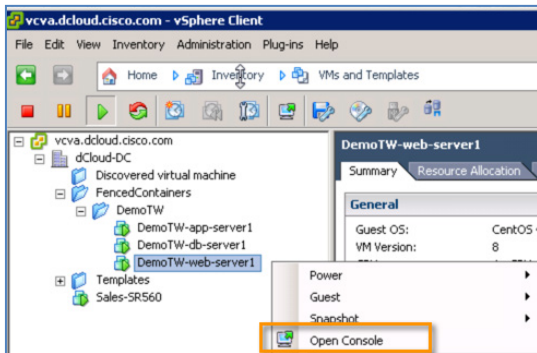 vcva.dcloud.cisco.com - vSphere Client
File Edit View Inventory Administration Plug-ins Help
Home Inventory VMs and Templates
vcva.dcloud.cisco.com
dCloud-DC
Discovered virtual machine
FencedContainers
DemoTW
DemoTW-app-server1
DemoTW-db-server1
DemoTW-web-server1
Templates
Sales-SR560
DemoTW-web-server1
Summary Resource Allocation
General
Guest OS: CentOS
VM Version: 8
Power
Guest
Snapshot
Open Console